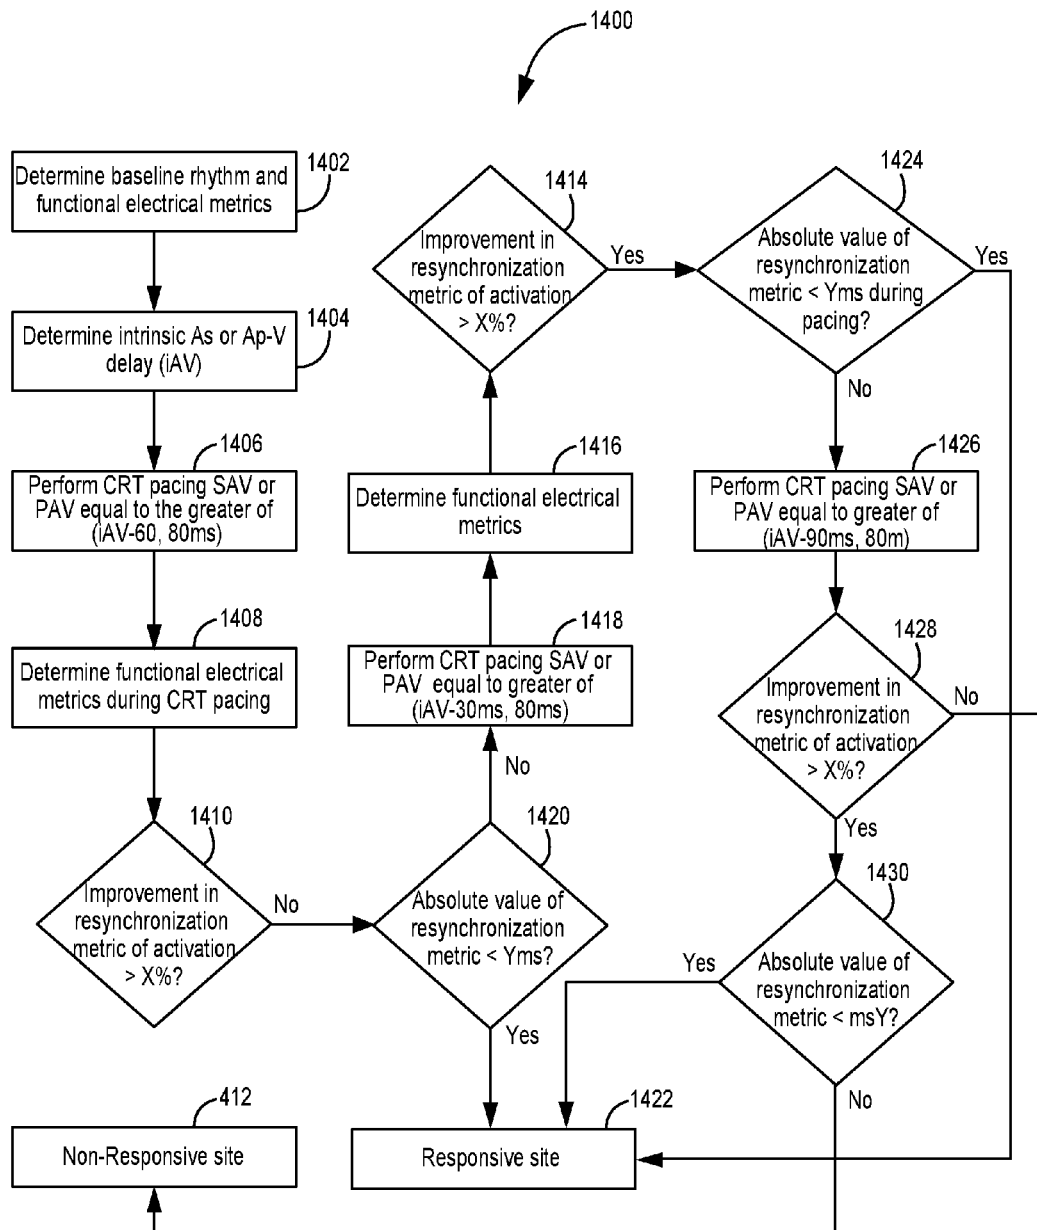 1400
1402
Determine baseline rhythm and
functional electrical metrics
1404
Determine intrinsic As or Ap-V
delay (iAV)
1406
Perform CRT pacing SAV or
PAV equal to the greater of
(iAV-60, 80ms)
1408
Determine functional electrical
metrics during CRT pacing
1410
Improvement in
resynchronization
metric of activation
> X%?
No
412
Non-Responsive site
1414
Improvement in
resynchronization
metric of activation
> X%?
Yes
1416
Determine functional electrical
metrics
1418
Perform CRT pacing SAV or
PAV equal to greater of
(iAV-30ms, 80ms)
No
1420
Absolute value of
resynchronization
metric < Yms?
Yes
1422
Responsive site
1424
Absolute value of
resynchronization
metric < Yms during
pacing?
Yes
No
1426
Perform CRT pacing SAV or
PAV equal to greater of
(iAV-90ms, 80m)
1428
Improvement in
resynchronization
metric of activation
> X%?
No
Yes
1430
Absolute value of
resynchronization
metric < msY?
Yes
No